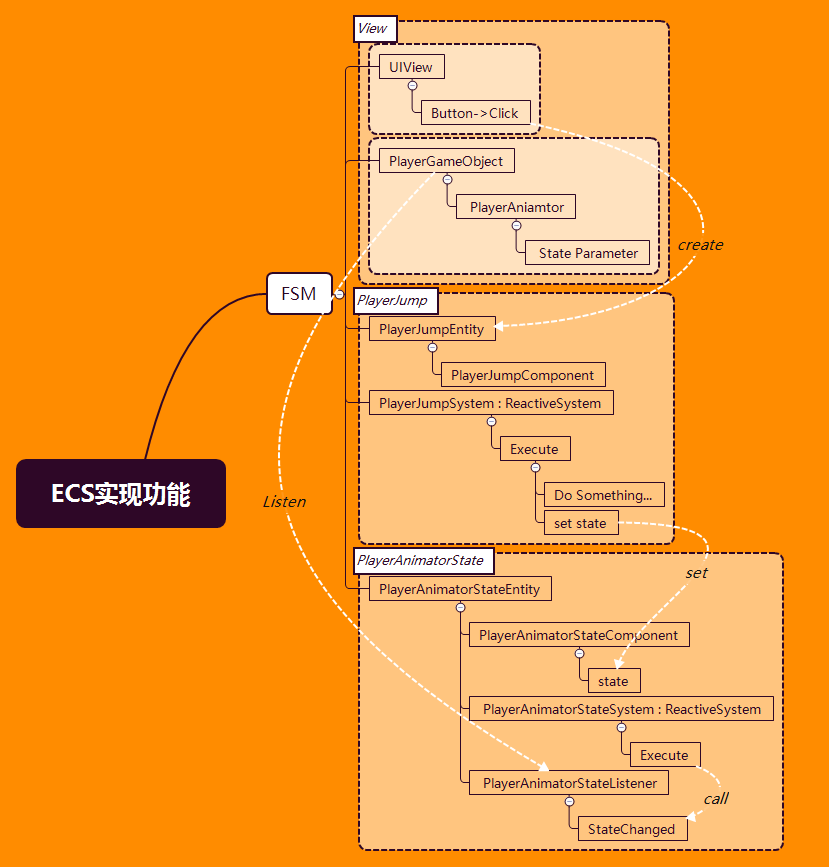 View
UIView
Button->Click
PlayerGameObject
PlayerAniamtor
State Parameter
create
FSM
PlayerJump
PlayerJumpEntity
PlayerJumpComponent
PlayerJumpSystem : ReactiveSystem
Execute
Do Something...
set state
ECS实现功能
Listen
PlayerAnimatorState
set
PlayerAnimatorStateEntity
PlayerAnimatorStateComponent
state
PlayerAnimatorStateSystem : ReactiveSystem
Execute
PlayerAnimatorStateListener
call
StateChanged